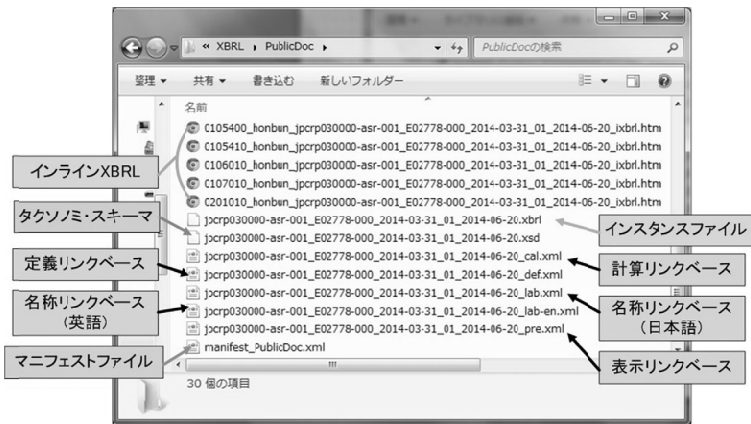 « XBRL › PublicDoc ›
PublicDocの検索
整理 ▼ 共有 ▼ 書き込む 新しいフォルダー
名前
0105400_honbun_jpcrp030000-asr-001_E02778-000_2014-03-31_01_2014-06-20_ixbrl.htm
0105410_honbun_jpcrp030000-asr-001_E02778-000_2014-03-31_01_2014-06-20_ixbrl.htm
0106010_honbun_jpcrp030000-asr-001_E02778-000_2014-03-31_01_2014-06-20_ixbrl.htm
0107010_honbun_jpcrp030000-asr-001_E02778-000_2014-03-31_01_2014-06-20_ixbrl.htm
0201010_honbun_jpcrp030000-asr-001_E02778-000_2014-03-31_01_2014-06-20_ixbrl.htm
jpcrp030000-asr-001_E02778-000_2014-03-31_01_2014-06-20.xbrl
jpcrp030000-asr-001_E02778-000_2014-03-31_01_2014-06-20.xsd
jpcrp030000-asr-001_E02778-000_2014-03-31_01_2014-06-20_cal.xml
jpcrp030000-asr-001_E02778-000_2014-03-31_01_2014-06-20_def.xml
jpcrp030000-asr-001_E02778-000_2014-03-31_01_2014-06-20_lab.xml
jpcrp030000-asr-001_E02778-000_2014-03-31_01_2014-06-20_lab-en.xml
jpcrp030000-asr-001_E02778-000_2014-03-31_01_2014-06-20_pre.xml
manifest_PublicDoc.xml
30 個の項目
インラインXBRL
タクソノミ・スキーマ
定義リンクベース
名称リンクベース
(英語)
マニフェストファイル
インスタンスファイル
計算リンクベース
名称リンクベース
(日本語)
表示リンクベース